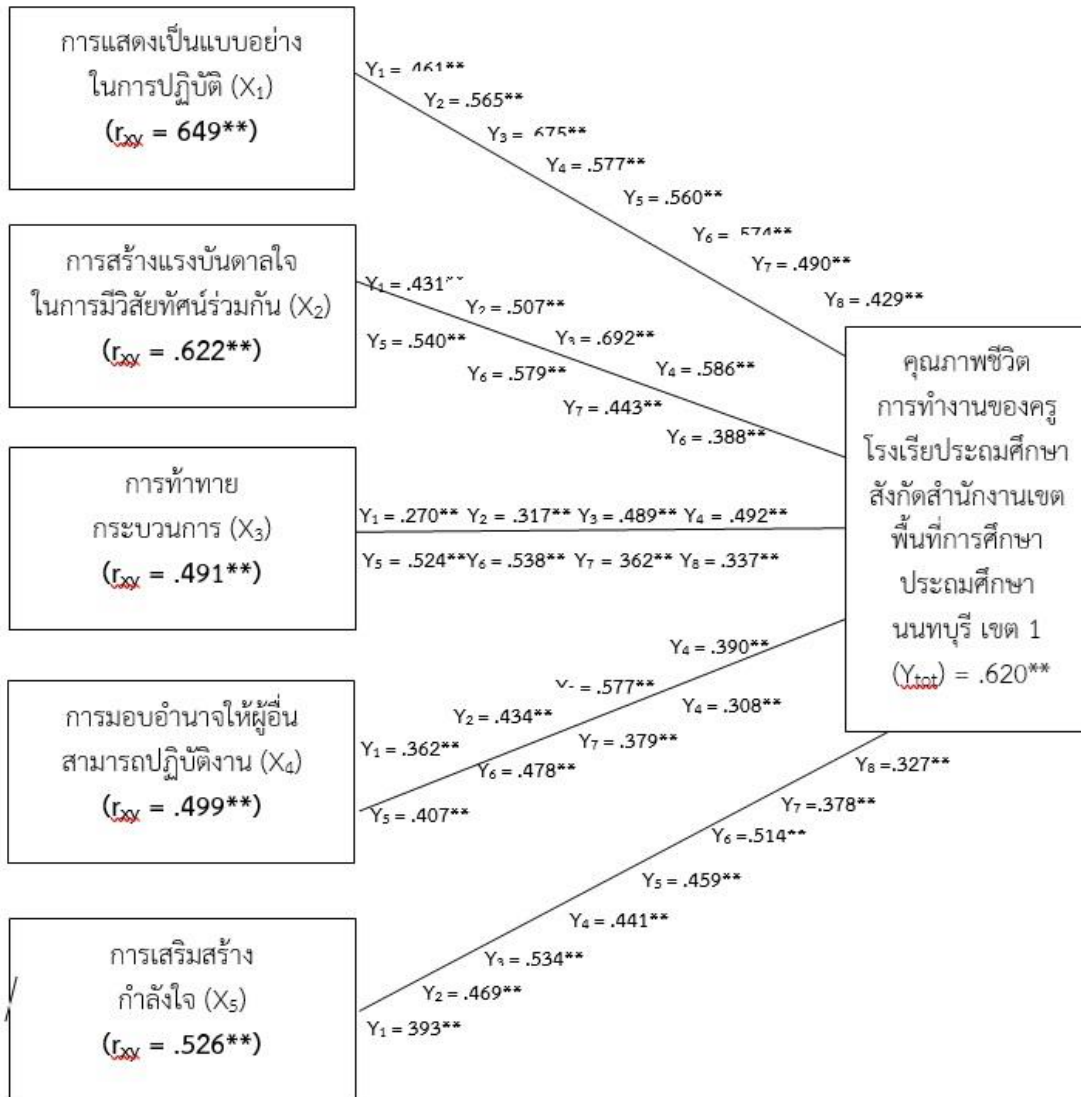 การแสดงเป็นแบบอย่าง
ในการปฏิบัติ (X₁)
(rxy = 649**)
Y₁ = .461**
Y₂ = .565**
Y₃ = .675**
Y₄ = .577**
Y₅ = .560**
Y₆ = .574**
Y₇ = .490**
Y₈ = .429**
การสร้างแรงบันดาลใจ
ในการมีวิสัยทัศน์ร่วมกัน (X₂)
(rxy = .622**)
Y₁ = .431**
Y₂ = .507**
Y₃ = .692**
Y₄ = .586**
Y₅ = .540**
Y₆ = .579**
Y₇ = .443**
Y₆ = .388**
การท้าทาย
กระบวนการ (X₃)
(rxy = .491**)
Y₁ = .270** Y₂ = .317** Y₃ = .489** Y₄ = .492**
Y₅ = .524**Y₆ = .538** Y₇ = 362** Y₈ = .337**
การมอบอำนาจให้ผู้อื่น
สามารถปฏิบัติงาน (X₄)
(rxy = .499**)
Y₁ = .362**
Y₂ = .434**
= .577**
Y₄ = .390**
Y₅ = .407**
Y₆ = .478**
Y₇ = .379**
Y₄ = .308**
การเสริมสร้าง
กำลังใจ (X₅)
(rxy = .526**)
Y₁ = 393**
Y₂ = .469**
Y₃ = .534**
Y₄ = .441**
Y₅ = .459**
Y₆ =.514**
Y₇ = .378**
Y₈ =.327**
คุณภาพชีวิต
การทำงานของครู
โรงเรียประถมศึกษา
สังกัดสำนักงานเขต
พื้นที่การศึกษา
ประถมศึกษา
นนทบุรี เขต 1
(Ytot) = .620**